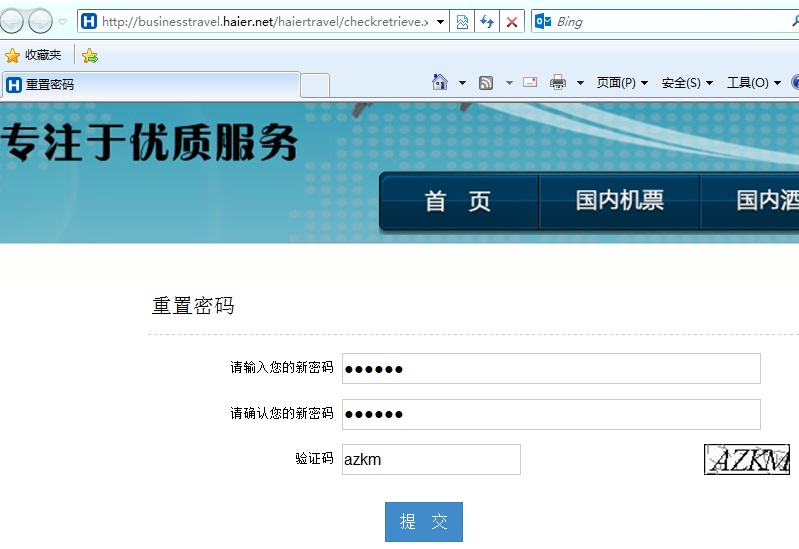 http://businesstravel.haier.net/haiertravel/checkretrieve.x
Bing
收藏夹
重置密码
页面(P) 安全(S) 工具(O)
专注于优质服务
首 页 国内机票 国内酒
重置密码
请输入您的新密码 ●●●●●●
请确认您的新密码 ●●●●●●
验证码 azkm AZKM
提 交